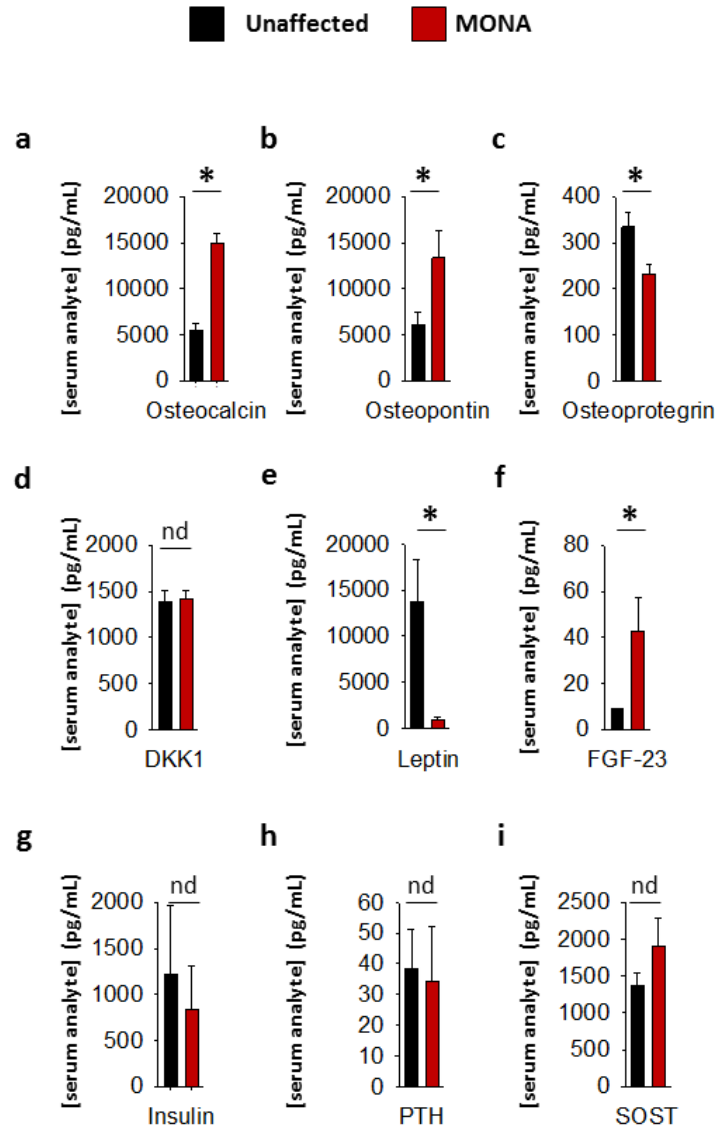 Unaffected MONA
a b c
[serum analyte] (pg/mL) [serum analyte] (pg/mL) [serum analyte] (pg/mL)
* * *
20000 20000 400
15000 15000 300
10000 10000 200
5000 5000 100
0 0 0
Osteocalcin Osteopontin Osteoprotegrin
d e f
[serum analyte] (pg/mL) [serum analyte] (pg/mL) [serum analyte] (pg/mL)
nd * *
2000 20000 80
1500 15000 60
1000 10000 40
500 5000 20
0 0 0
DKK1 Leptin FGF-23
g h i
[serum analyte] (pg/mL) [serum analyte] (pg/mL) [serum analyte] (pg/mL)
nd nd nd
2000 60 2500
1500 50 2000
1000 40 1500
500 30 1000
0 20 500
10 0
0
Insulin PTH SOST